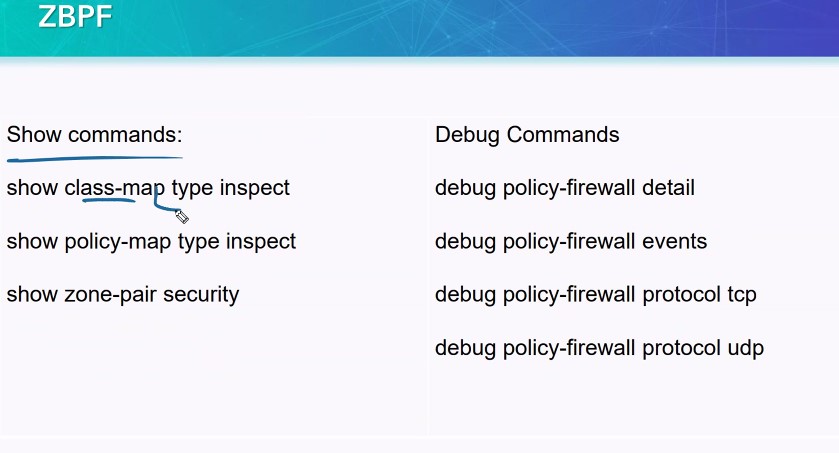 ZBPF
Show commands:
show class-map type inspect
show policy-map type inspect
show zone-pair security
Debug Commands
debug policy-firewall detail
debug policy-firewall events
debug policy-firewall protocol tcp
debug policy-firewall protocol udp